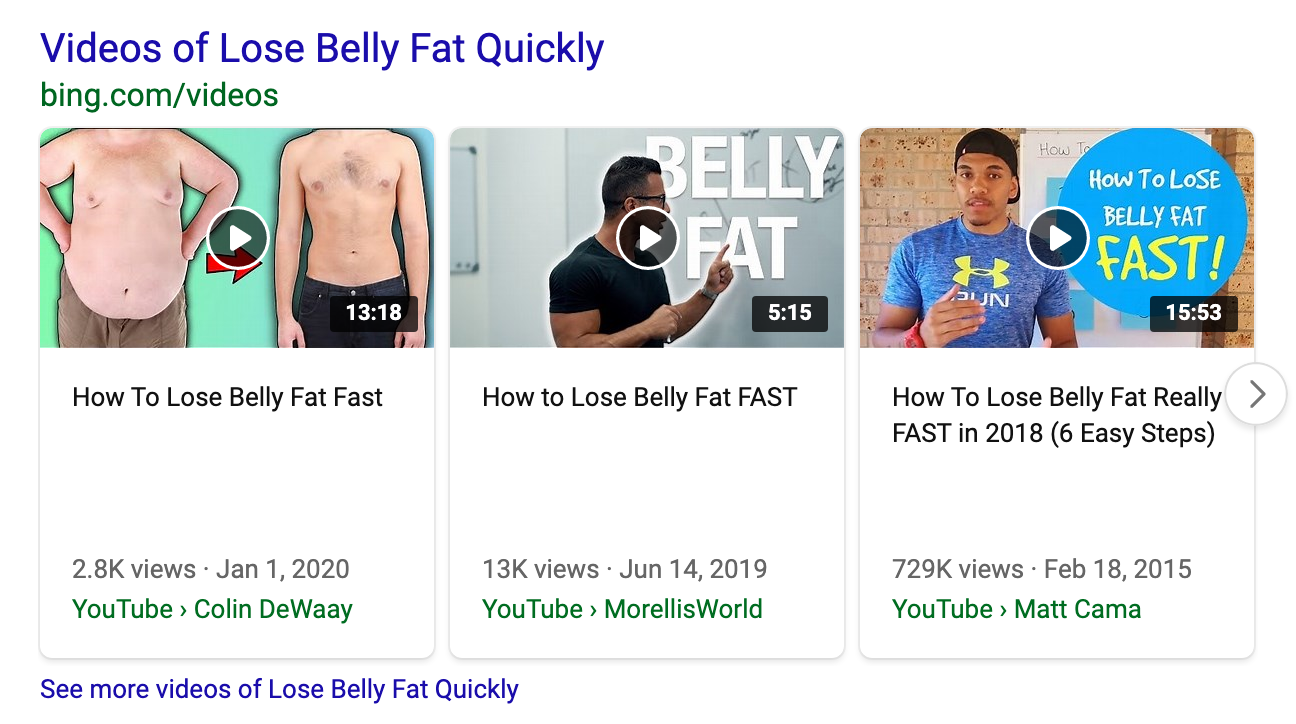 Videos of Lose Belly Fat Quickly
bing.com/videos
13:18
BELLY
FAT
5:15
How To
HOW TO LOSE
BELLY FAT
FAST!
RUN
15:53
How To Lose Belly Fat Fast
2.8K views · Jan 1, 2020
YouTube › Colin DeWaay
How to Lose Belly Fat FAST
13K views · Jun 14, 2019
YouTube › MorellisWorld
How To Lose Belly Fat Really
FAST in 2018 (6 Easy Steps)
729K views · Feb 18, 2015
YouTube › Matt Cama
See more videos of Lose Belly Fat Quickly